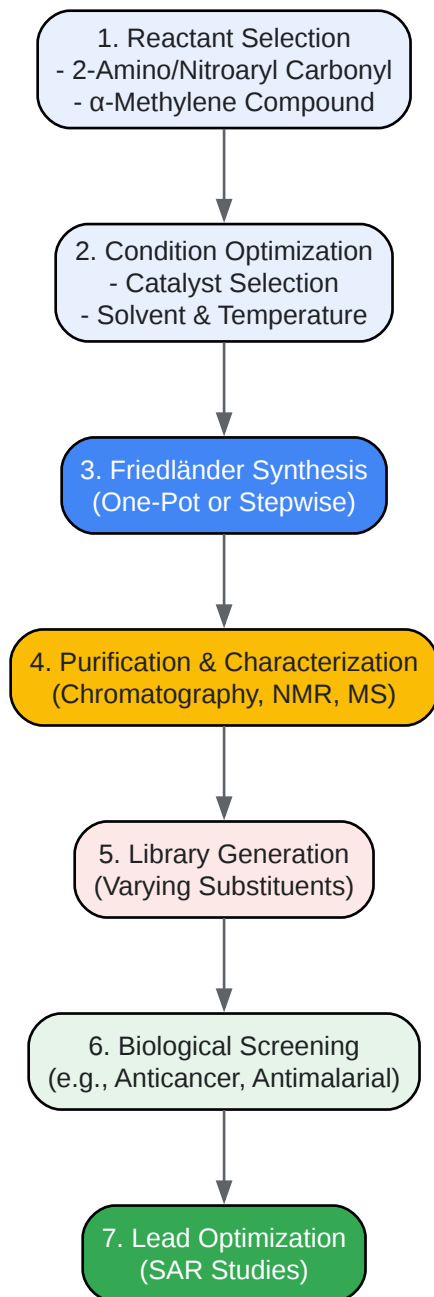 1. Reactant Selection
- 2-Amino/Nitroaryl Carbonyl
- α-Methylene Compound
2. Condition Optimization
- Catalyst Selection
- Solvent & Temperature
3. Friedländer Synthesis
(One-Pot or Stepwise)
4. Purification & Characterization
(Chromatography, NMR, MS)
5. Library Generation
(Varying Substituents)
6. Biological Screening
(e.g., Anticancer, Antimalarial)
7. Lead Optimization
(SAR Studies)